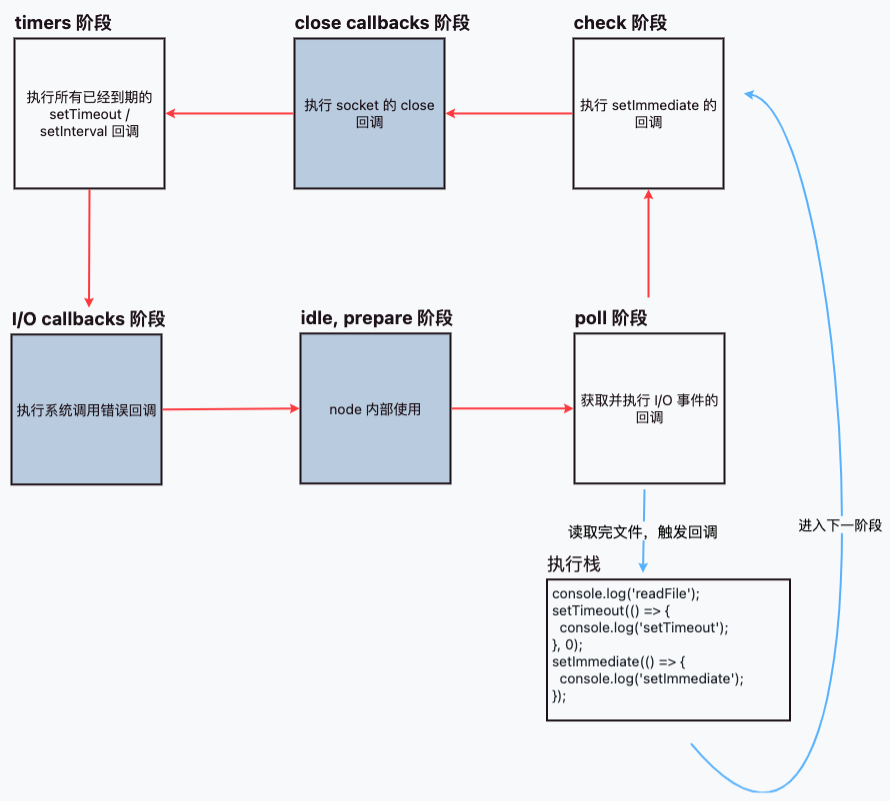 timers 阶段
close callbacks 阶段
check 阶段
执行所有已经到期的
setTimeout /
setInterval 回调
执行 socket 的 close
回调
执行 setImmediate 的
回调
I/O callbacks 阶段
idle, prepare 阶段
poll 阶段
执行系统调用错误回调
node 内部使用
获取并执行 I/O 事件的
回调
读取完文件，触发回调
进入下一阶段
执行栈
console.log('readFile');
setTimeout(() => {
  console.log('setTimeout');
}, 0);
setImmediate(() => {
  console.log('setImmediate');
});